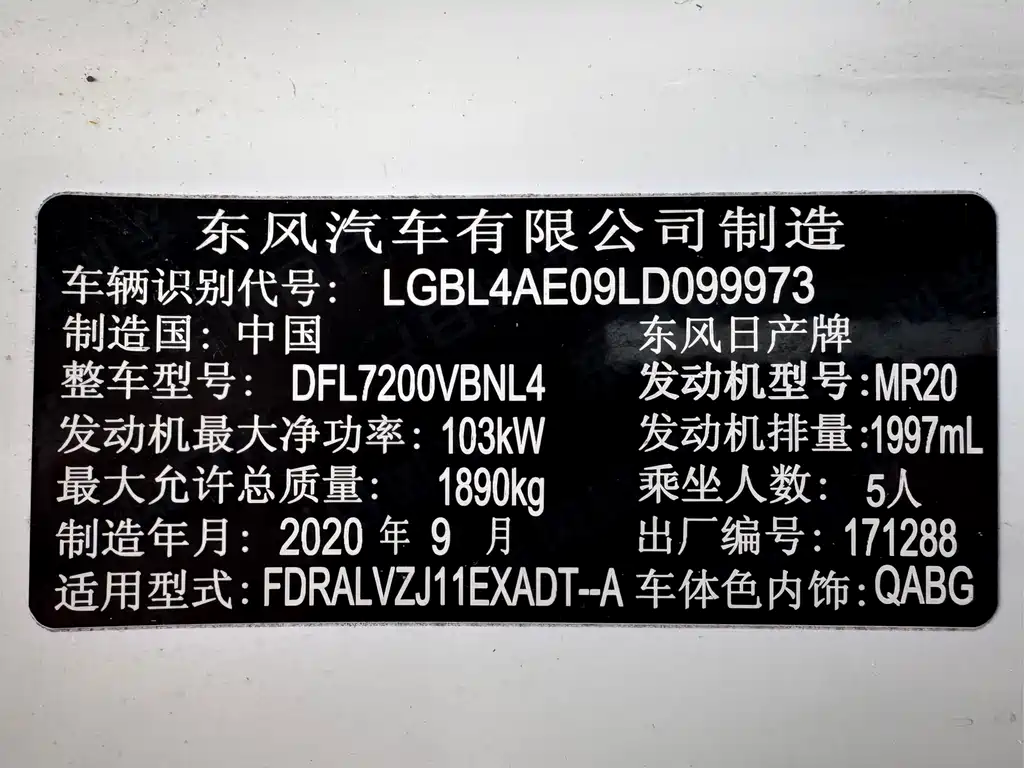 东风汽车有限公司制造
车辆识别代号: LGBL4AE09LD099973
制造国: 中国 东风日产牌
整车型号: DFL7200VBNL4 发动机型号:MR20
发动机最大净功率: 103kW 发动机排量:1997mL
最大允许总质量: 1890kg 乘坐人数: 5人
制造年月: 2020 年 9 月 出厂编号: 171288
适用型式:FDRALVZJ11EXADT--A 车体色内饰:QABG